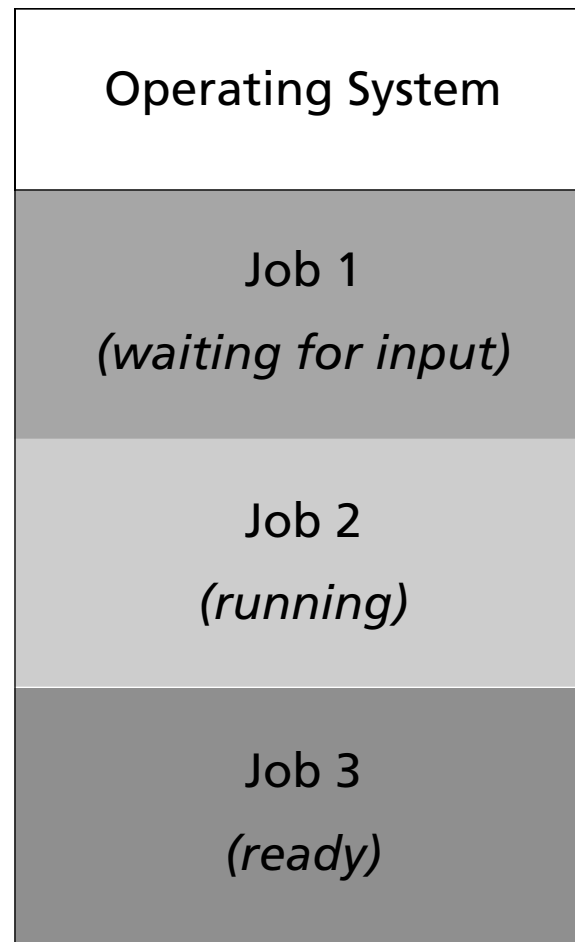 Operating System
Job 1
(waiting for input)
Job 2
(running)
Job 3
(ready)